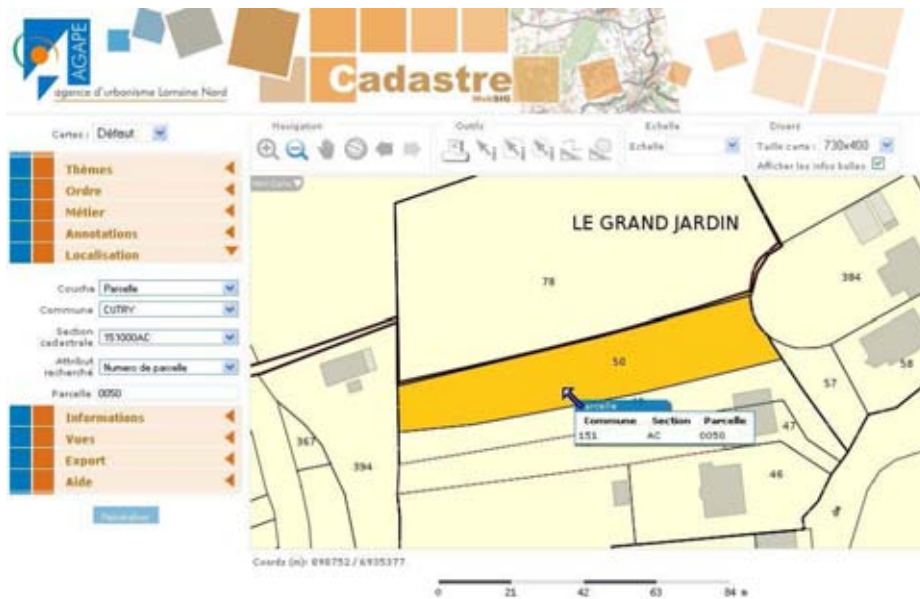 AGAPE
agence d'urbanisme Lorraine Nord
Cadastre
WebSIG
Cartes : Défaut
Navigation
Outils
Echelle
Divers
Echelle
Taille carte : 730x400
Afficher les infos bulles
Thèmes
Ordre
Métier
Annotations
Localisation
Couche Parcelle
Commune CUTRY
Section cadastrale 151000AC
Attribut recherché Numero de parcelle
Parcelle 0050
Informations
Vues
Export
Aide
LE GRAND JARDIN
78
384
50
58
57
47
367
394
46
Parcelle
Commune Section Parcelle
151 AC 0050
Coords (m): 898752 / 6935377
0 21 42 63 84 m